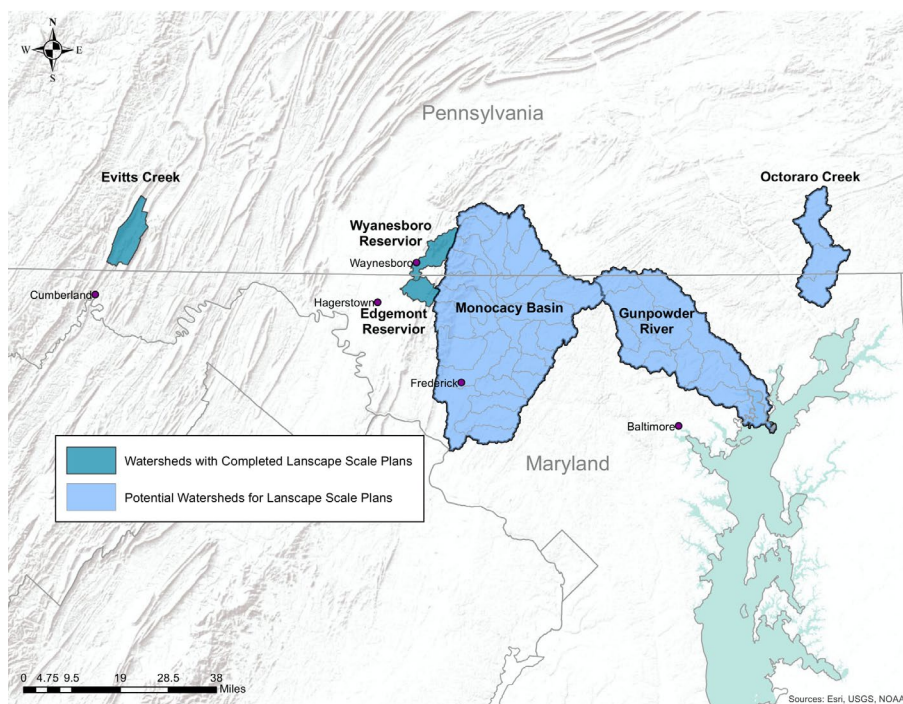 N
W E
S
Pennsylvania
Evitts Creek
Octoraro Creek
Wyanesboro
Reservior
Waynesboro
Cumberland
Hagerstown
Edgemont
Reservior
Monocacy Basin
Gunpowder
River
Frederick
Baltimore
Maryland
Watersheds with Completed Lanscape Scale Plans
Potential Watersheds for Lanscape Scale Plans
0 4.75 9.5 19 28.5 38
Miles
Sources: Esri, USGS, NOAA